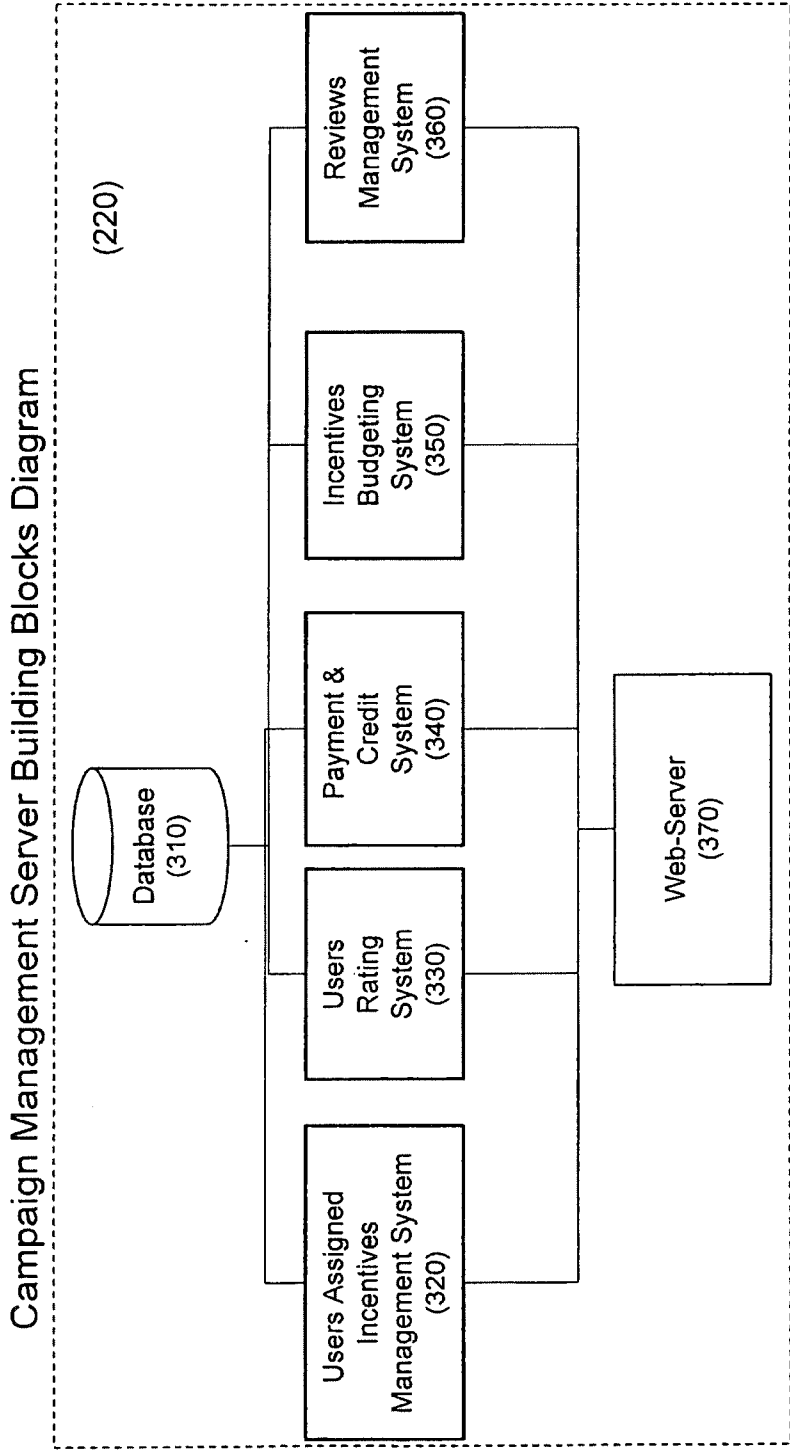 Campaign Management Server Building Blocks Diagram
(220)
Database
(310)
Users Assigned
Incentives
Management System
(320)
Users
Rating
System
(330)
Payment &
Credit
System
(340)
Incentives
Budgeting
System
(350)
Reviews
Management
System
(360)
Web-Server
(370)